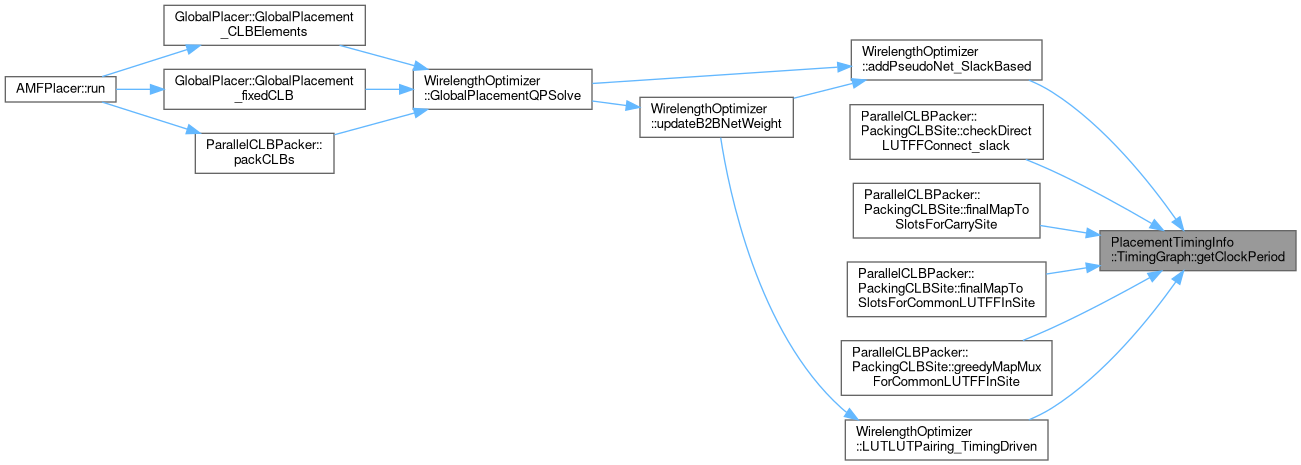 GlobalPlacer::GlobalPlacement
_CLBElements
AMFPlacer::run
GlobalPlacer::GlobalPlacement
_fixedCLB
ParallelCLBPacker::
packCLBs
WirelengthOptimizer
::GlobalPlacementQPSolve
WirelengthOptimizer
::updateB2BNetWeight
WirelengthOptimizer
::addPseudoNet_SlackBased
ParallelCLBPacker::
PackingCLBSite::checkDirect
LUTFFConnect_slack
ParallelCLBPacker::
PackingCLBSite::finalMapTo
SlotsForCarrySite
ParallelCLBPacker::
PackingCLBSite::finalMapTo
SlotsForCommonLUTFFInSite
ParallelCLBPacker::
PackingCLBSite::greedyMapMux
ForCommonLUTFFInSite
WirelengthOptimizer
::LUTLUTPairing_TimingDriven
PlacementTimingInfo
::TimingGraph::getClockPeriod